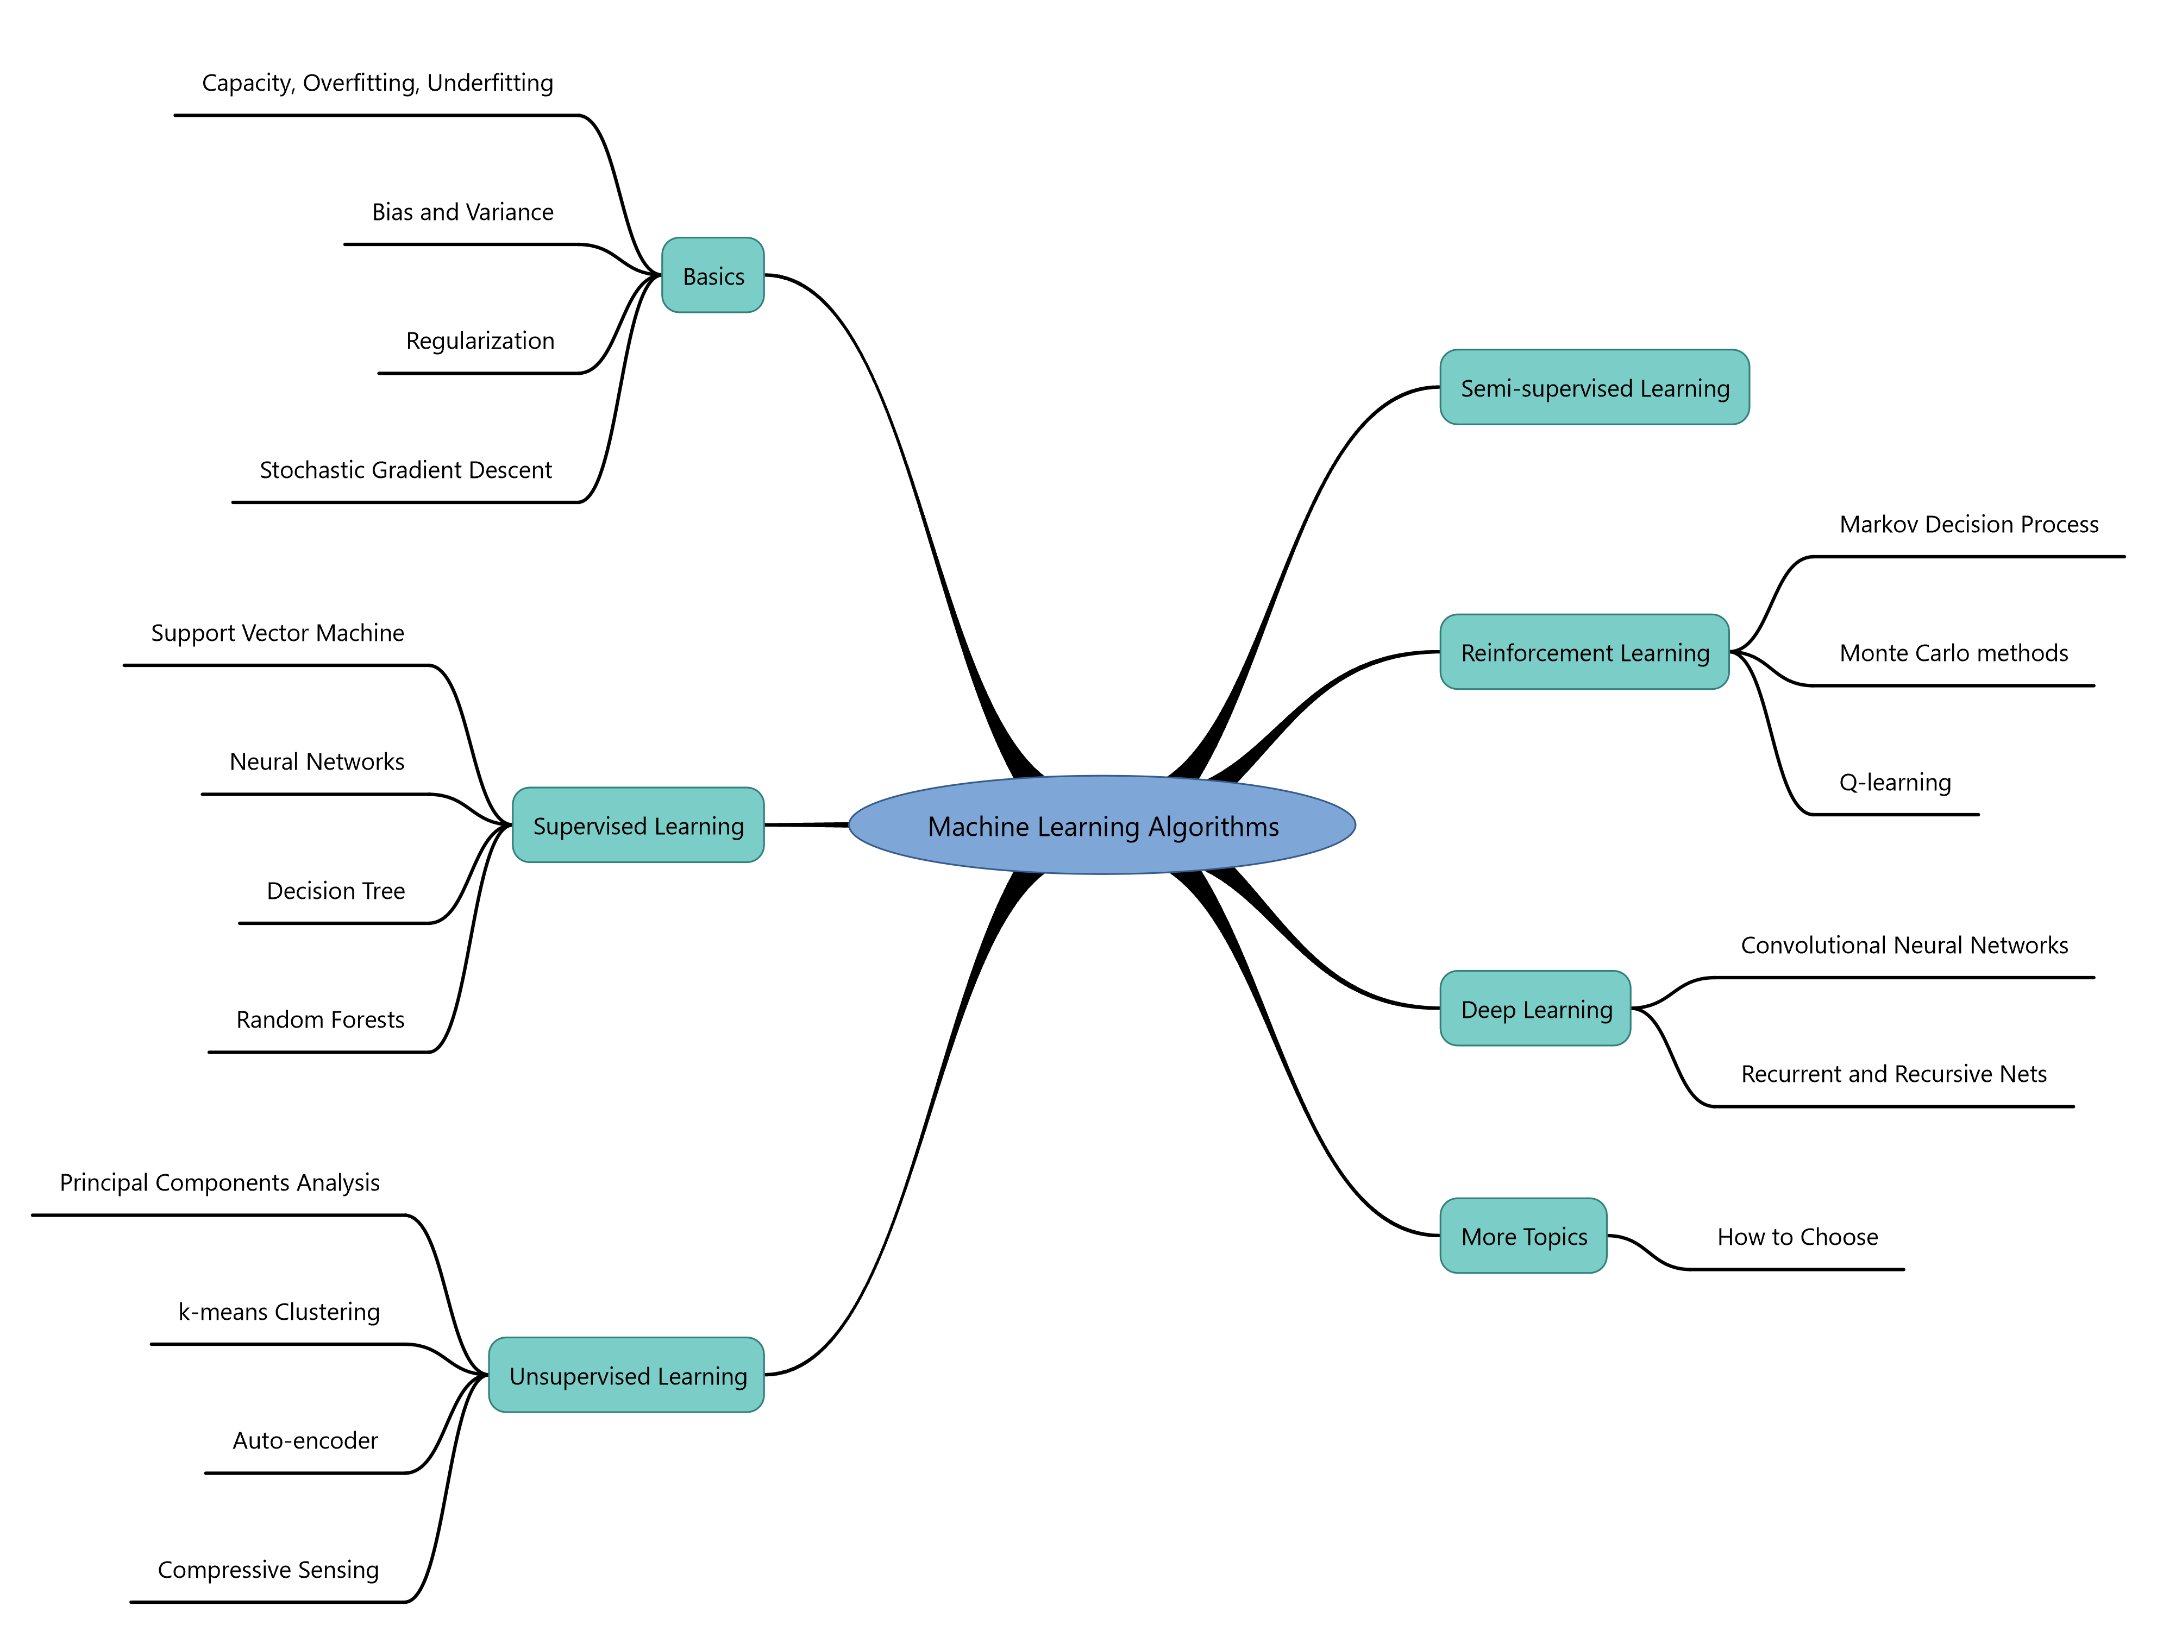 Machine Learning Algorithms
Basics
Capacity, Overfitting, Underfitting
Bias and Variance
Regularization
Stochastic Gradient Descent
Supervised Learning
Support Vector Machine
Neural Networks
Decision Tree
Random Forests
Unsupervised Learning
Principal Components Analysis
k-means Clustering
Auto-encoder
Compressive Sensing
Semi-supervised Learning
Reinforcement Learning
Markov Decision Process
Monte Carlo methods
Q-learning
Deep Learning
Convolutional Neural Networks
Recurrent and Recursive Nets
More Topics
How to Choose